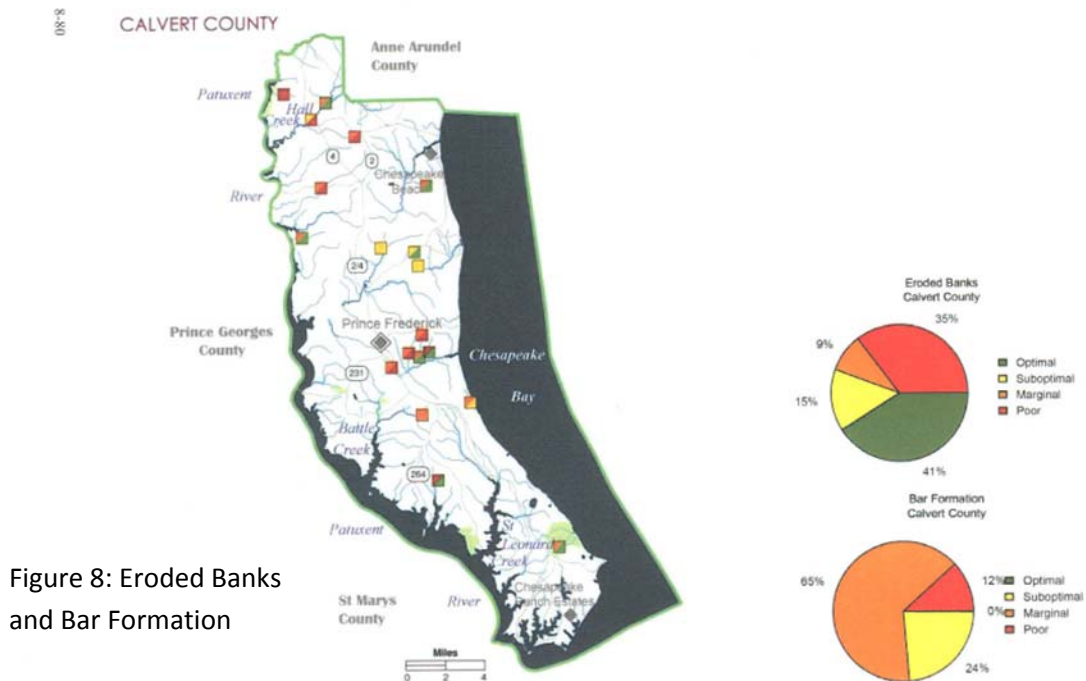 8-80
CALVERT COUNTY
Anne Arundel
County
Patuxent
Hall
Creek
4
2
Chesapeake
Beach
River
2/4
Prince Frederick
Prince Georges
County
Chesapeake
231
Bay
Battle
Creek
264
Patuxent
St
Leonard
Creek
Chesapeake
Ranch Estates
St Marys
County
River
Miles
0 2 4
Figure 8: Eroded Banks
and Bar Formation
Eroded Banks
Calvert County
35%
9%
15%
41%
Optimal
Suboptimal
Marginal
Poor
Bar Formation
Calvert County
65%
12%
0%
24%
Optimal
Suboptimal
Marginal
Poor